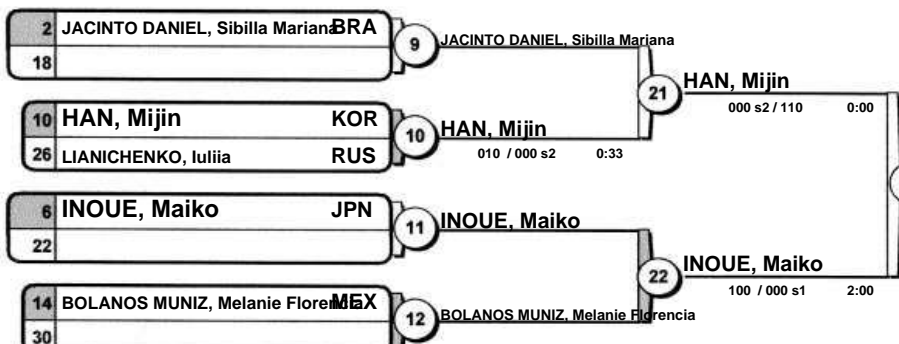 2 JACINTO DANIEL, Sibilla Mariana BRA
18
9 JACINTO DANIEL, Sibilla Mariana
10 HAN, Mijin KOR
26 LIANICHENKO, Iuliia RUS
10 HAN, Mijin
010 / 000 s2 0:33
21 HAN, Mijin
000 s2 / 110 0:00
6 INOUE, Maiko JPN
22
11 INOUE, Maiko
14 BOLANOS MUNIZ, Melanie Florencia MEX
30
12 BOLANOS MUNIZ, Melanie Florencia
22 INOUE, Maiko
100 / 000 s1 2:00